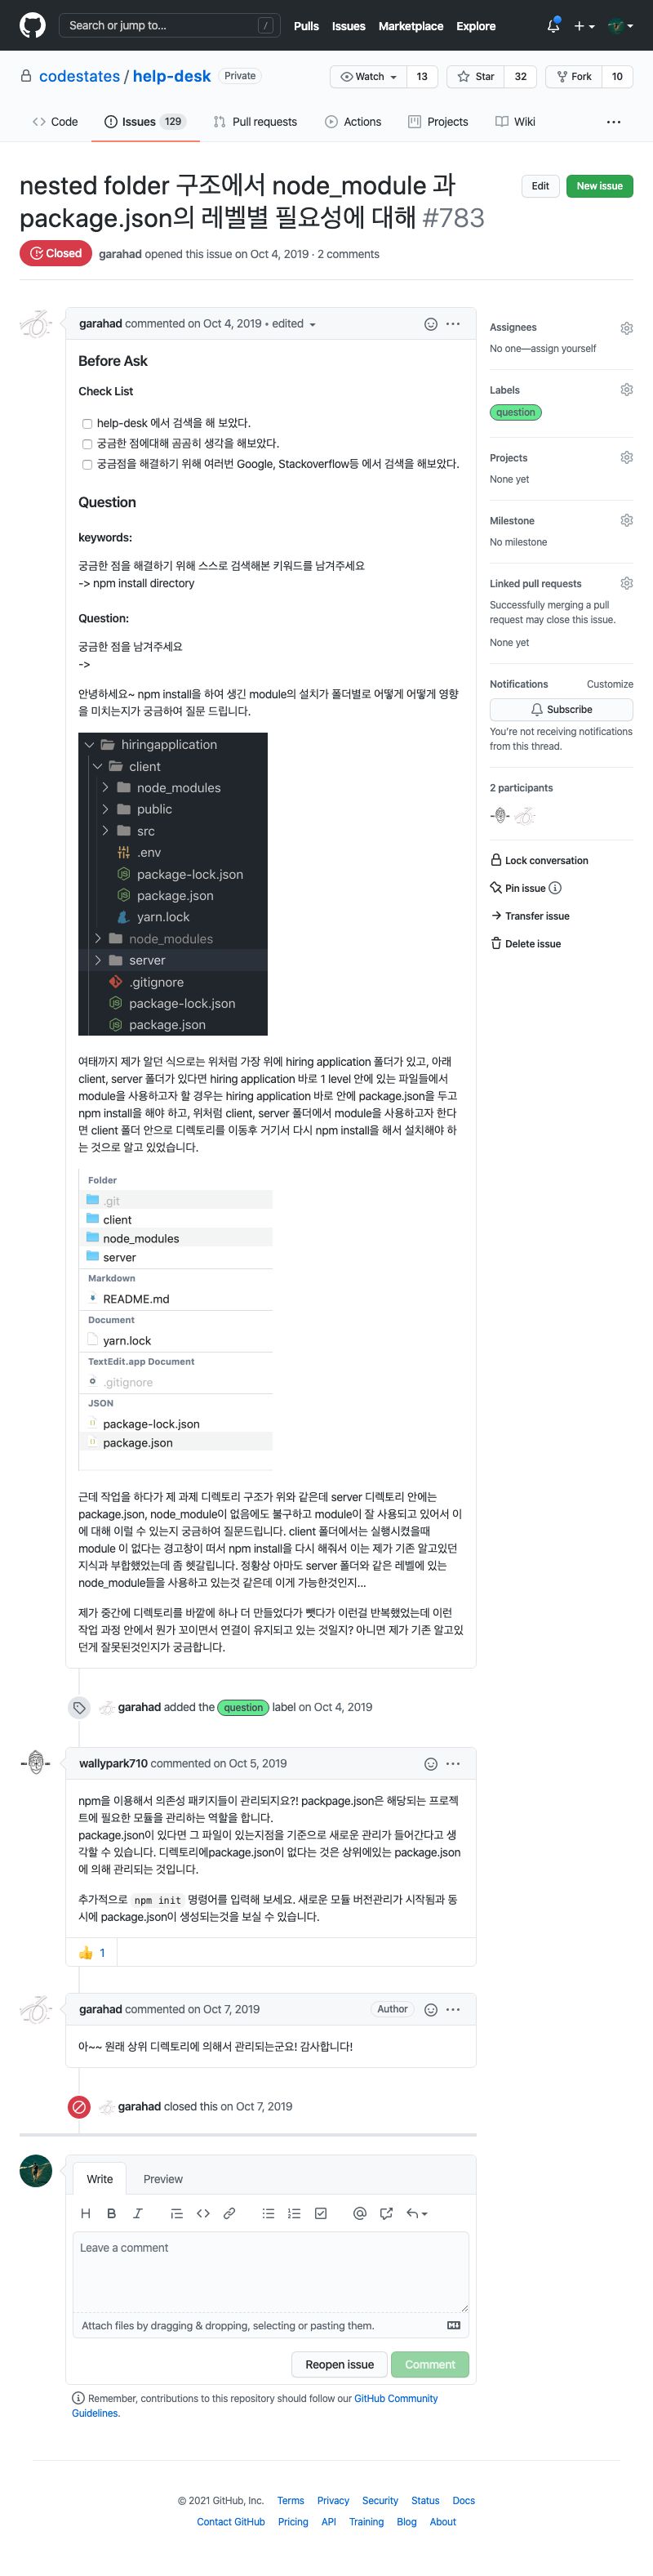 Search or jump to... /
Pulls Issues Marketplace Explore
codestates / help-desk Private
Watch 13 Star 32 Fork 10
Code Issues 129 Pull requests Actions Projects Wiki
nested folder 구조에서 node_module 과
package.json의 레벨별 필요성에 대해 #783
Edit New issue
Closed garahad opened this issue on Oct 4, 2019 · 2 comments
garahad commented on Oct 4, 2019 • edited
Before Ask
Check List
help-desk 에서 검색을 해 보았다.
궁금한 점에대해 곰곰히 생각을 해보았다.
궁금점을 해결하기 위해 여러번 Google, Stackoverflow등 에서 검색을 해보았다.
Question
keywords:
궁금한 점을 해결하기 위해 스스로 검색해본 키워드를 남겨주세요
-> npm install directory
Question:
궁금한 점을 남겨주세요
->
안녕하세요~ npm install을 하여 생긴 module의 설치가 폴더별로 어떻게 어떻게 영향
을 미치는지가 궁금하여 질문 드립니다.
hiringapplication
client
node_modules
public
src
.env
package-lock.json
package.json
yarn.lock
node_modules
server
.gitignore
package-lock.json
package.json
여태까지 제가 알던 식으로는 위처럼 가장 위에 hiring application 폴더가 있고, 아래
client, server 폴더가 있다면 hiring application 바로 1 level 안에 있는 파일들에서
module을 사용하고자 할 경우는 hiring application 바로 안에 package.json을 두고
npm install을 해야 하고, 위처럼 client, server 폴더에서 module을 사용하고자 한다
면 client 폴더 안으로 디렉토리를 이동후 거기서 다시 npm install을 해서 설치해야 하
는 것으로 알고 있었습니다.
Folder
.git
client
node_modules
server
Markdown
README.md
Document
yarn.lock
TextEdit.app Document
.gitignore
JSON
package-lock.json
package.json
근데 작업을 하다가 제 과제 디렉토리 구조가 위와 같은데 server 디렉토리 안에는
package.json, node_module이 없음에도 불구하고 module이 잘 사용되고 있어서 이
에 대해 이럴 수 있는지 궁금하여 질문드립니다. client 폴더에서는 실행시켰을때
module 이 없다는 경고창이 떠서 npm install을 다시 해줘서 이는 제가 기존 알고있던
지식과 부합했었는데 좀 헷갈립니다. 정황상 아마도 server 폴더와 같은 레벨에 있는
node_module들을 사용하고 있는것 같은데 이게 가능한것인지...
제가 중간에 디렉토리를 바깥에 하나 더 만들었다가 뺏다가 이런걸 반복했었는데 이런
작업 과정 안에서 뭔가 꼬이면서 연결이 유지되고 있는 것일지? 아니면 제가 기존 알고있
던게 잘못된것인지가 궁금합니다.
garahad added the question label on Oct 4, 2019
wallypark710 commented on Oct 5, 2019
npm을 이용해서 의존성 패키지들이 관리되지요?! packpage.json은 해당되는 프로젝
트에 필요한 모듈을 관리하는 역할을 합니다.
package.json이 있다면 그 파일이 있는지점을 기준으로 새로운 관리가 들어간다고 생
각할 수 있습니다. 디렉토리에package.json이 없다는 것은 상위에있는 package.json
에 의해 관리되는 것입니다.
추가적으로 npm init 명령어를 입력해 보세요. 새로운 모듈 버전관리가 시작됨과 동
시에 package.json이 생성되는것을 보실 수 있습니다.
👍 1
garahad commented on Oct 7, 2019 Author
아~~ 원래 상위 디렉토리에 의해서 관리되는군요! 감사합니다!
garahad closed this on Oct 7, 2019
Write Preview
Leave a comment
Attach files by dragging & dropping, selecting or pasting them.
Reopen issue Comment
Remember, contributions to this repository should follow our GitHub Community
Guidelines.
Assignees
No one—assign yourself
Labels
question
Projects
None yet
Milestone
No milestone
Linked pull requests
Successfully merging a pull
request may close this issue.
None yet
Notifications Customize
Subscribe
You're not receiving notifications
from this thread.
2 participants
Lock conversation
Pin issue
Transfer issue
Delete issue
© 2021 GitHub, Inc. Terms Privacy Security Status Docs
Contact GitHub Pricing API Training Blog About